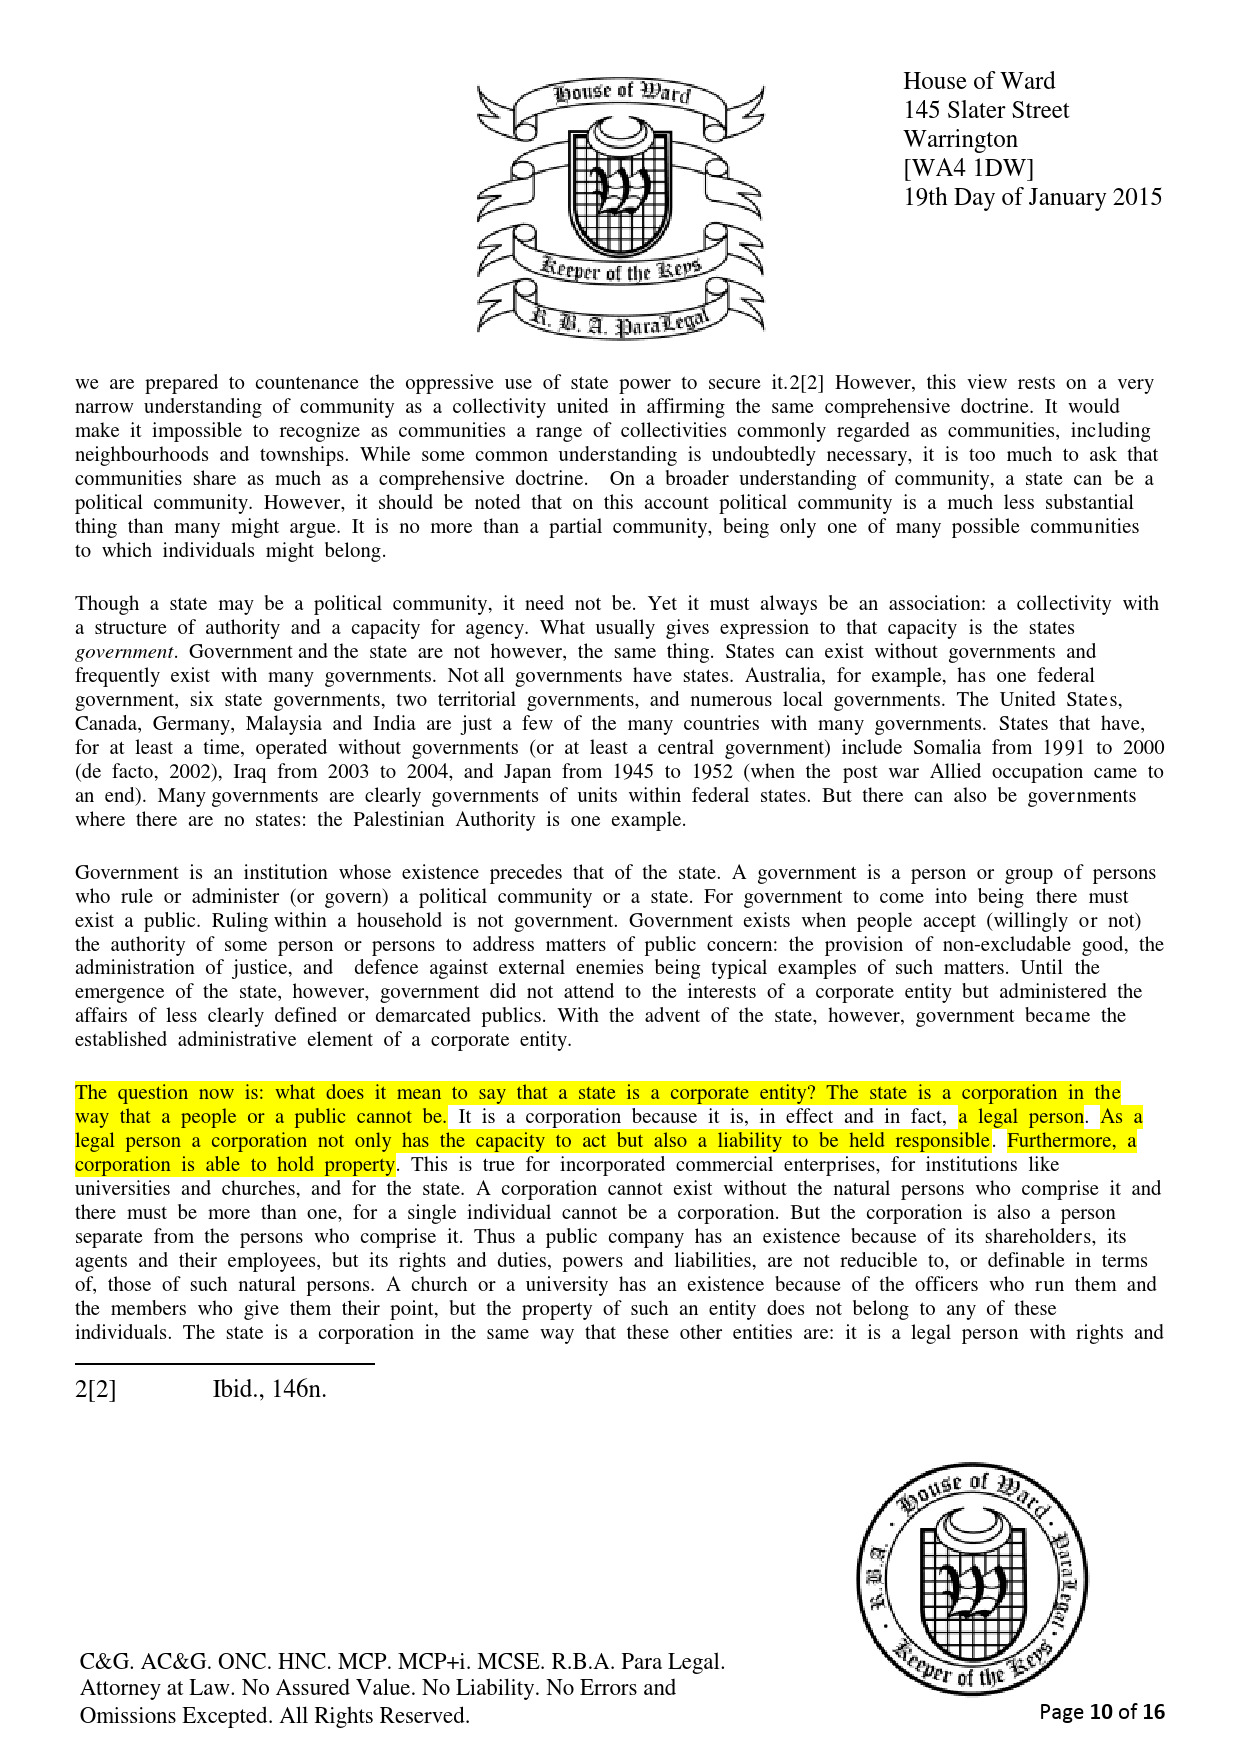 House of Ward
145 Slater Street
Warrington
[WA4 1DW]
19th Day of January 2015
House of Ward
Keeper of the Keys
R. B. A. ParaLegal
we are prepared to countenance the oppressive use of state power to secure it.2[2] However, this view rests on a very
narrow understanding of community as a collectivity united in affirming the same comprehensive doctrine. It would
make it impossible to recognize as communities a range of collectivities commonly regarded as communities, including
neighbourhoods and townships. While some common understanding is undoubtedly necessary, it is too much to ask that
communities share as much as a comprehensive doctrine. On a broader understanding of community, a state can be a
political community. However, it should be noted that on this account political community is a much less substantial
thing than many might argue. It is no more than a partial community, being only one of many possible communities
to which individuals might belong.
Though a state may be a political community, it need not be. Yet it must always be an association: a collectivity with
a structure of authority and a capacity for agency. What usually gives expression to that capacity is the states
government. Government and the state are not however, the same thing. States can exist without governments and
frequently exist with many governments. Not all governments have states. Australia, for example, has one federal
government, six state governments, two territorial governments, and numerous local governments. The United States,
Canada, Germany, Malaysia and India are just a few of the many countries with many governments. States that have,
for at least a time, operated without governments (or at least a central government) include Somalia from 1991 to 2000
(de facto, 2002), Iraq from 2003 to 2004, and Japan from 1945 to 1952 (when the post war Allied occupation came to
an end). Many governments are clearly governments of units within federal states. But there can also be governments
where there are no states: the Palestinian Authority is one example.
Government is an institution whose existence precedes that of the state. A government is a person or group of persons
who rule or administer (or govern) a political community or a state. For government to come into being there must
exist a public. Ruling within a household is not government. Government exists when people accept (willingly or not)
the authority of some person or persons to address matters of public concern: the provision of non-excludable good, the
administration of justice, and defence against external enemies being typical examples of such matters. Until the
emergence of the state, however, government did not attend to the interests of a corporate entity but administered the
affairs of less clearly defined or demarcated publics. With the advent of the state, however, government became the
established administrative element of a corporate entity.
The question now is: what does it mean to say that a state is a corporate entity? The state is a corporation in the
way that a people or a public cannot be. It is a corporation because it is, in effect and in fact, a legal person. As a
legal person a corporation not only has the capacity to act but also a liability to be held responsible. Furthermore, a
corporation is able to hold property. This is true for incorporated commercial enterprises, for institutions like
universities and churches, and for the state. A corporation cannot exist without the natural persons who comprise it and
there must be more than one, for a single individual cannot be a corporation. But the corporation is also a person
separate from the persons who comprise it. Thus a public company has an existence because of its shareholders, its
agents and their employees, but its rights and duties, powers and liabilities, are not reducible to, or definable in terms
of, those of such natural persons. A church or a university has an existence because of the officers who run them and
the members who give them their point, but the property of such an entity does not belong to any of these
individuals. The state is a corporation in the same way that these other entities are: it is a legal person with rights and
2[2] Ibid., 146n.
House of Ward · ParaLegal · Keeper of the Keys · R.B.A. ·
C&G. AC&G. ONC. HNC. MCP. MCP+i. MCSE. R.B.A. Para Legal.
Attorney at Law. No Assured Value. No Liability. No Errors and
Omissions Excepted. All Rights Reserved.
Page 10 of 16